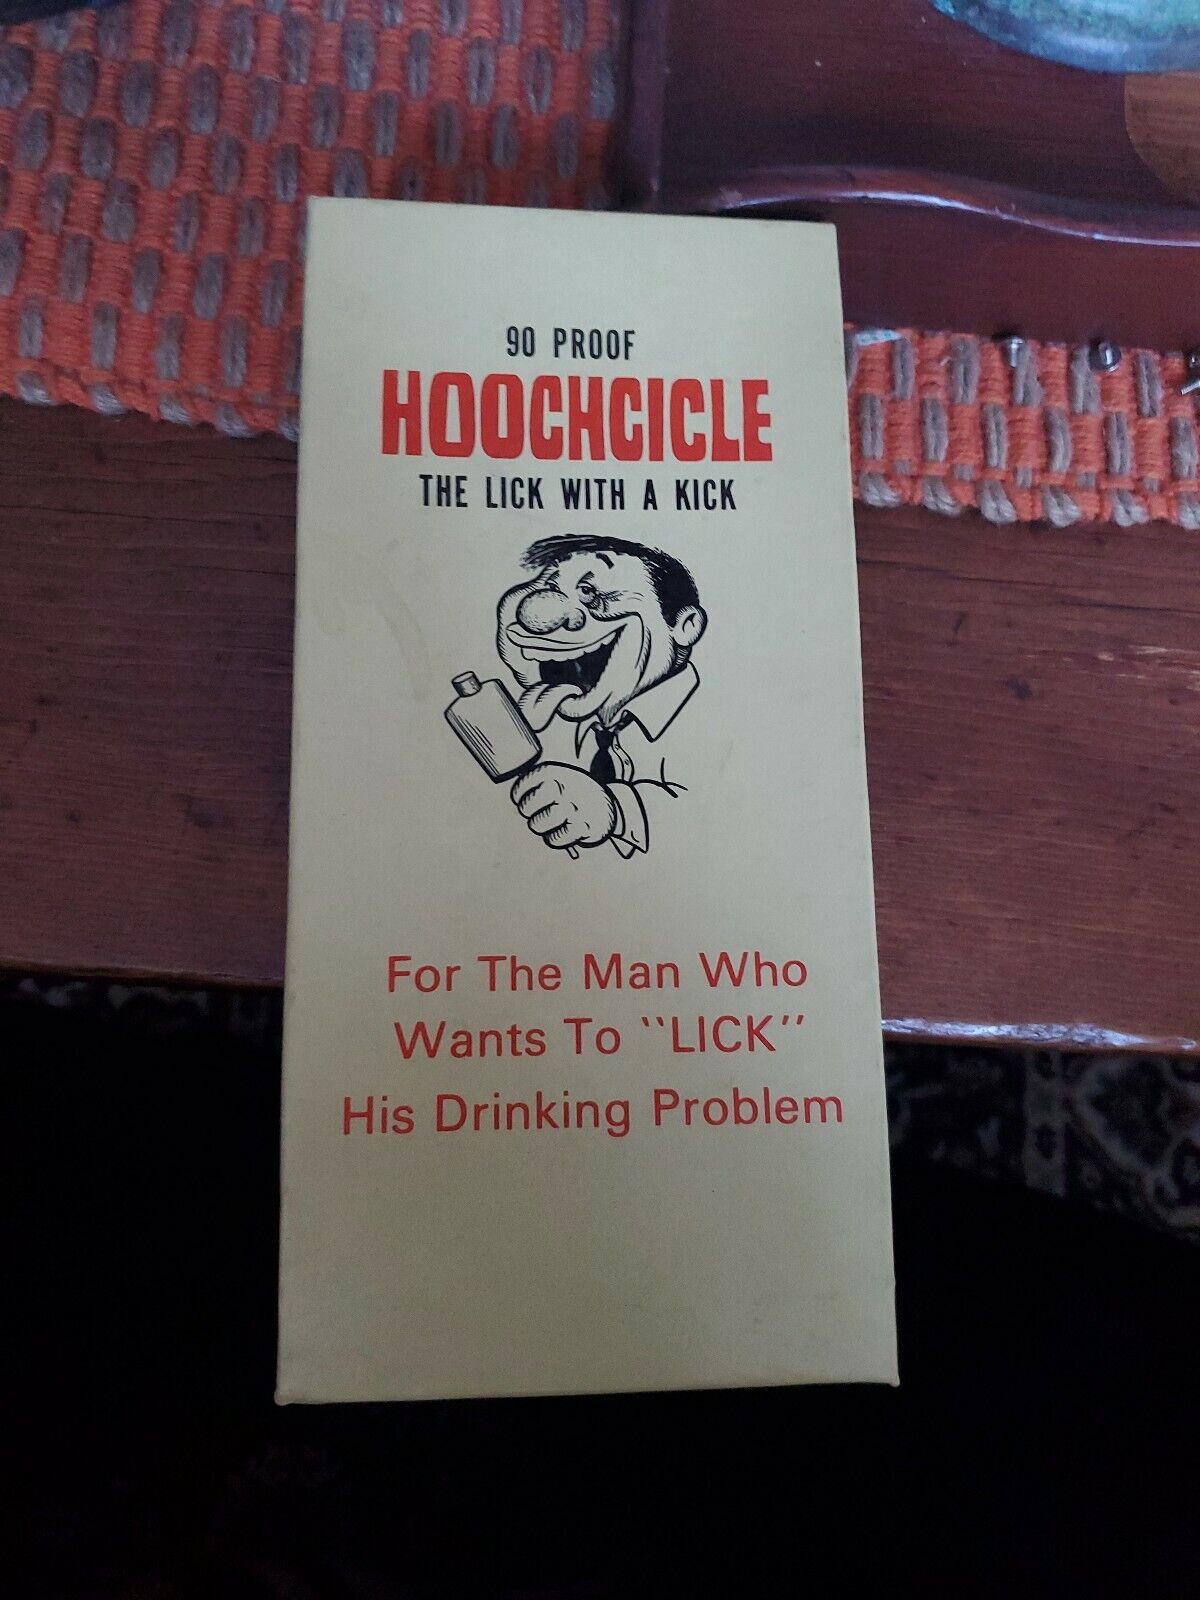 90 PROOF
HOOCHCICLE
THE LICK WITH A KICK
For The Man Who
Wants To "LICK"
His Drinking Problem